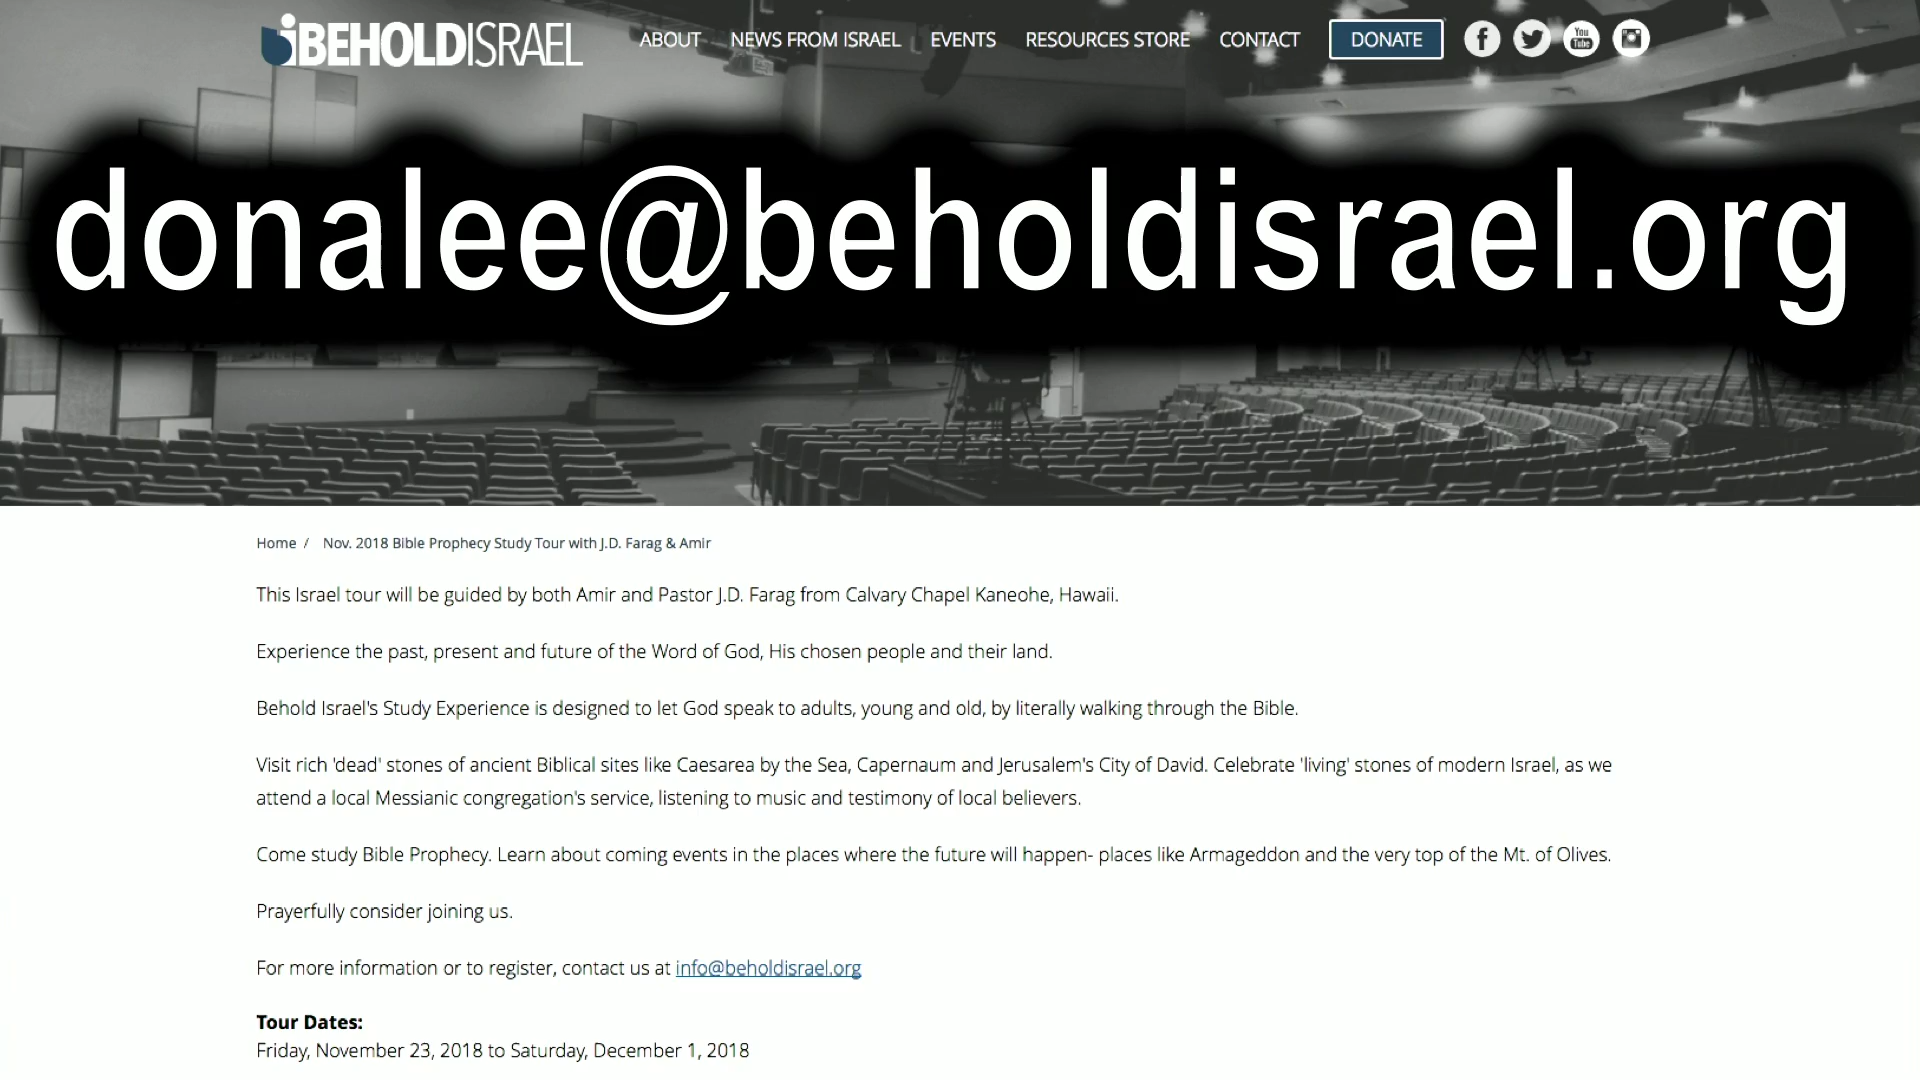 BEHOLDISRAEL ABOUT NEWS FROM ISRAEL EVENTS RESOURCES STORE CONTACT DONATE You Tube
donalee@beholdisrael.org
Home / Nov. 2018 Bible Prophecy Study Tour with J.D. Farag & Amir
This Israel tour will be guided by both Amir and Pastor J.D. Farag from Calvary Chapel Kaneohe, Hawaii.
Experience the past, present and future of the Word of God, His chosen people and their land.
Behold Israel's Study Experience is designed to let God speak to adults, young and old, by literally walking through the Bible.
Visit rich 'dead' stones of ancient Biblical sites like Caesarea by the Sea, Capernaum and Jerusalem's City of David. Celebrate 'living' stones of modern Israel, as we
attend a local Messianic congregation's service, listening to music and testimony of local believers.
Come study Bible Prophecy. Learn about coming events in the places where the future will happen- places like Armageddon and the very top of the Mt. of Olives.
Prayerfully consider joining us.
For more information or to register, contact us at info@beholdisrael.org
Tour Dates:
Friday, November 23, 2018 to Saturday, December 1, 2018